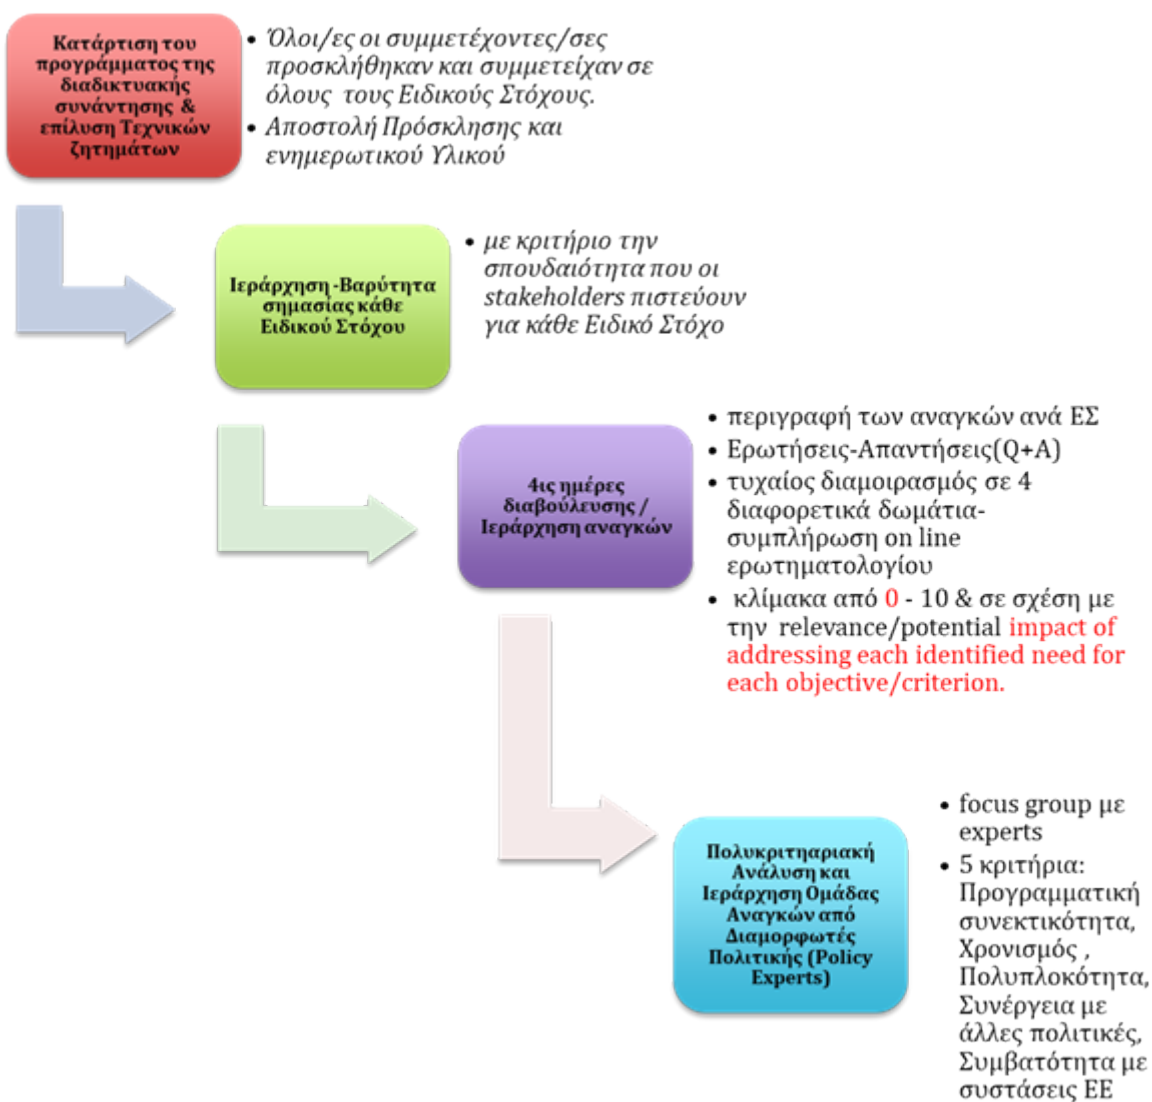 Κατάρτιση του
προγράμματος της
διαδικτυακής
συνάντησης &
επίλυση Τεχνικών
ζητημάτων
• Όλοι/ες οι συμμετέχοντες/σες
προσκλήθηκαν και συμμετείχαν σε
όλους τους Ειδικούς Στόχους.
• Αποστολή Πρόσκλησης και
ενημερωτικού Υλικού
Ιεράρχηση -Βαρύτητα
σημασίας κάθε
Ειδικού Στόχου
• με κριτήριο την
σπουδαιότητα που οι
stakeholders πιστεύουν
για κάθε Ειδικό Στόχο
4ις ημέρες
διαβούλευσης /
Ιεράρχηση αναγκών
• περιγραφή των αναγκών ανά ΕΣ
• Ερωτήσεις-Απαντήσεις(Q+A)
• τυχαίος διαμοιρασμός σε 4
διαφορετικά δωμάτια-
συμπλήρωση on line
ερωτηματολογίου
• κλίμακα από 0 - 10 & σε σχέση με
την relevance/potential impact of
addressing each identified need for
each objective/criterion.
Πολυκριτηαριακή
Ανάλυση και
Ιεράρχηση Ομάδας
Αναγκών από
Διαμορφωτές
Πολιτικής (Policy
Experts)
• focus group με
experts
• 5 κριτήρια:
Προγραμματική
συνεκτικότητα,
Χρονισμός ,
Πολυπλοκότητα,
Συνέργεια με
άλλες πολιτικές,
Συμβατότητα με
συστάσεις ΕΕ